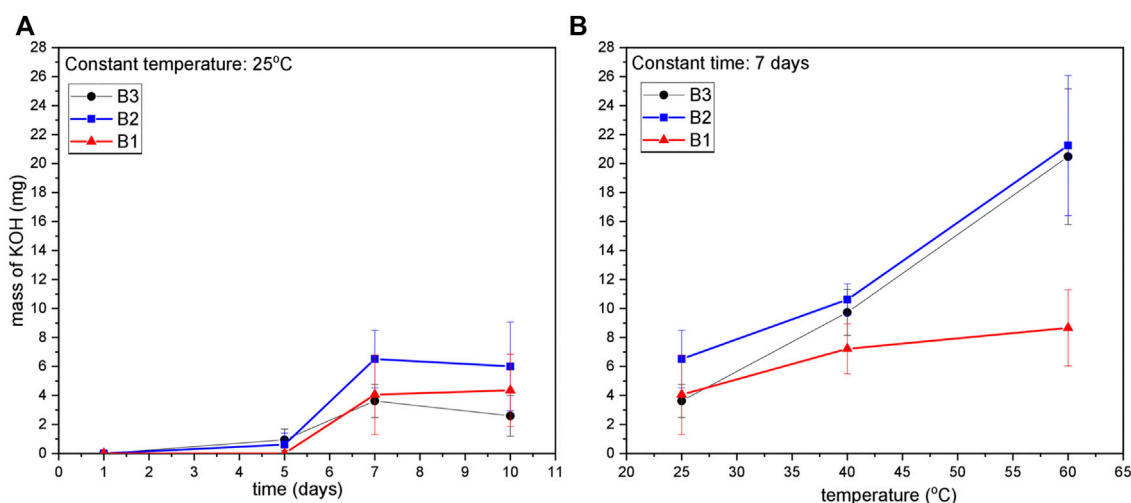 A
Constant temperature: 25°C
B3
B2
B1
mass of KOH (mg)
28
26
24
22
20
18
16
14
12
10
8
6
4
2
0
0 1 2 3 4 5 6 7 8 9 10 11
time (days)
B
Constant time: 7 days
B3
B2
B1
28
26
24
22
20
18
16
14
12
10
8
6
4
2
0
20 25 30 35 40 45 50 55 60 65
temperature (°C)